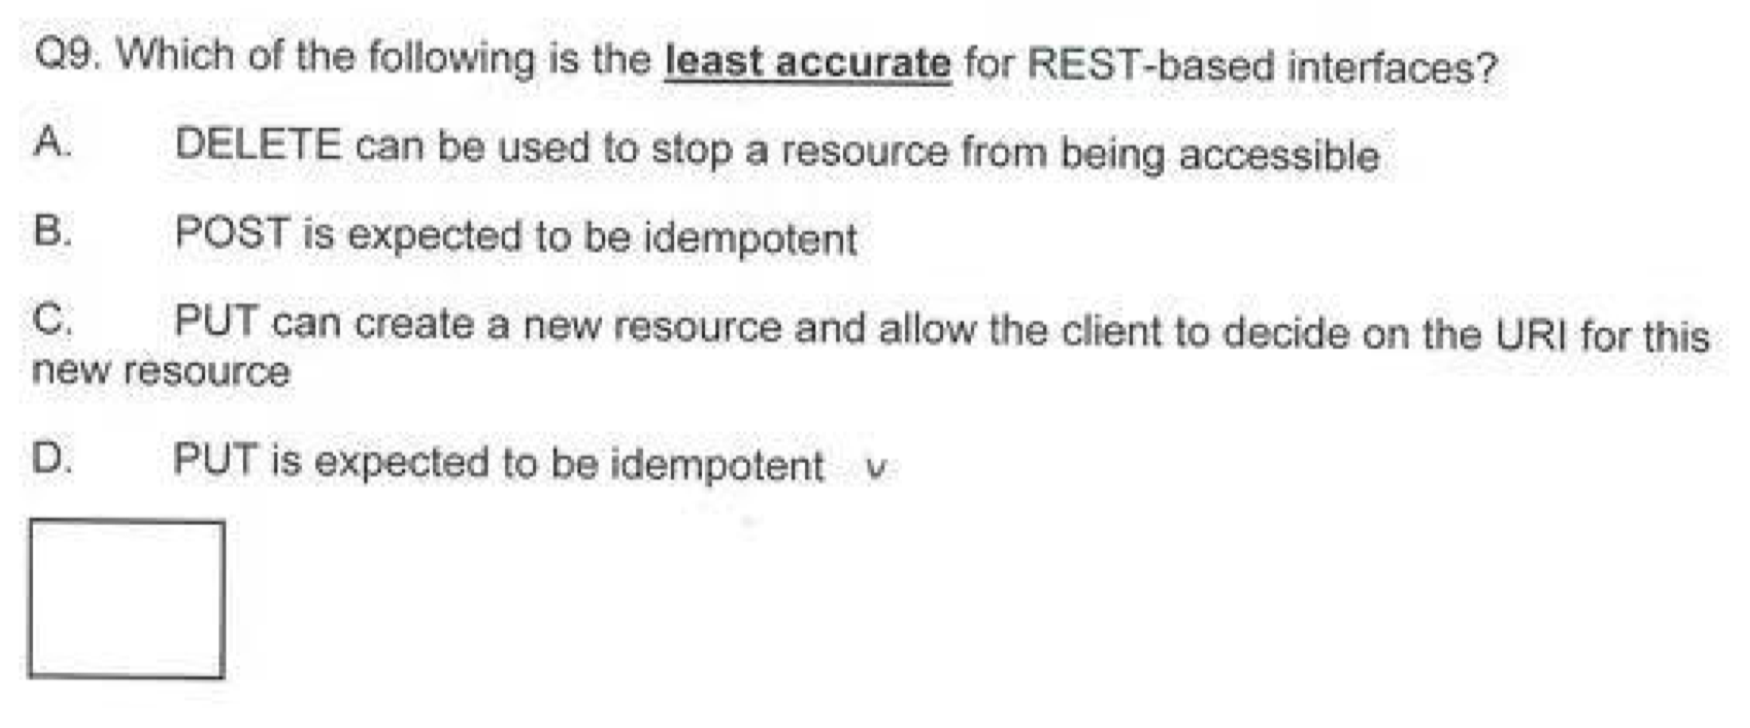 Q9. Which of the following is the least accurate for REST-based interfaces?
A. DELETE can be used to stop a resource from being accessible
B. POST is expected to be idempotent
C. PUT can create a new resource and allow the client to decide on the URI for this
new resource
D. PUT is expected to be idempotent v